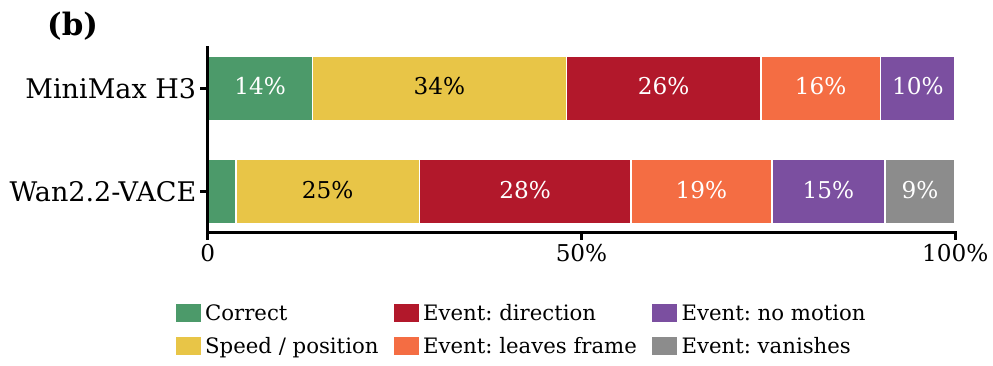 (b)
MiniMax H3
14% 34% 26% 16% 10%
Wan2.2-VACE
25% 28% 19% 15% 9%
0 50% 100%
Correct Event: direction Event: no motion
Speed / position Event: leaves frame Event: vanishes